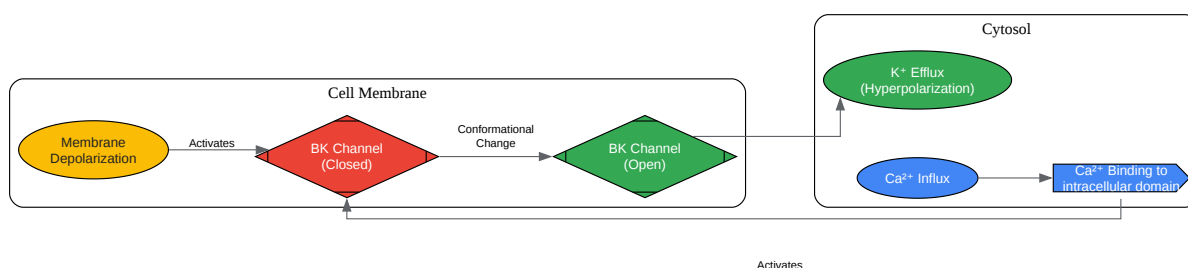 Cytosol
K⁺ Efflux
(Hyperpolarization)
Cell Membrane
Membrane
Depolarization
Activates
BK Channel
(Closed)
Conformational
Change
BK Channel
(Open)
Ca²⁺ Influx
Ca²⁺ Binding to
intracellular domain
Activates